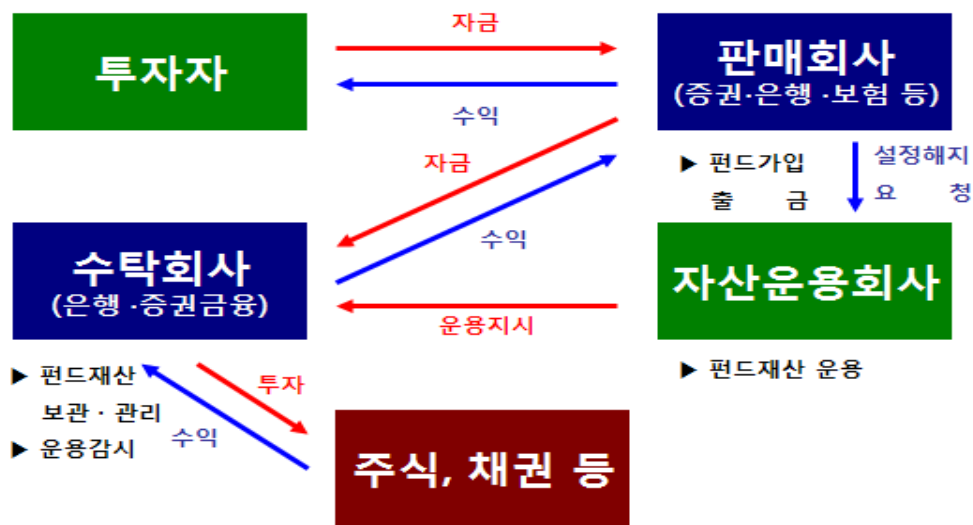 자금
투자자
판매회사
(증권·은행 ·보험 등)
수익
자금
▶ 펀드가입
출 금
설정해지
요 청
수익
수탁회사
(은행 ·증권금융)
자산운용회사
운용지시
▶ 펀드재산
보관 · 관리
▶ 운용감시
투자
수익
▶ 펀드재산 운용
주식, 채권 등